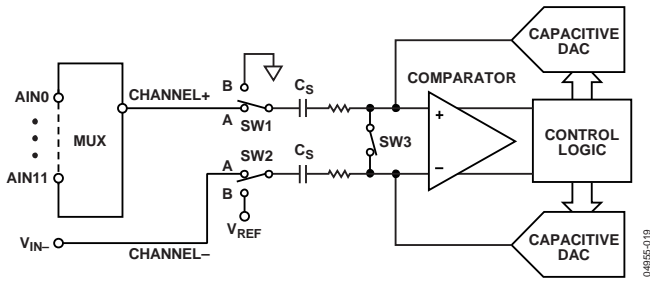 CAPACITIVE
DAC
COMPARATOR
B
CS
AIN0
CHANNEL+
A
SW1
+
MUX
SW3
CONTROL
LOGIC
A
SW2
CS
–
AIN11
B
VREF
VIN–
CHANNEL–
CAPACITIVE
DAC
04955-019